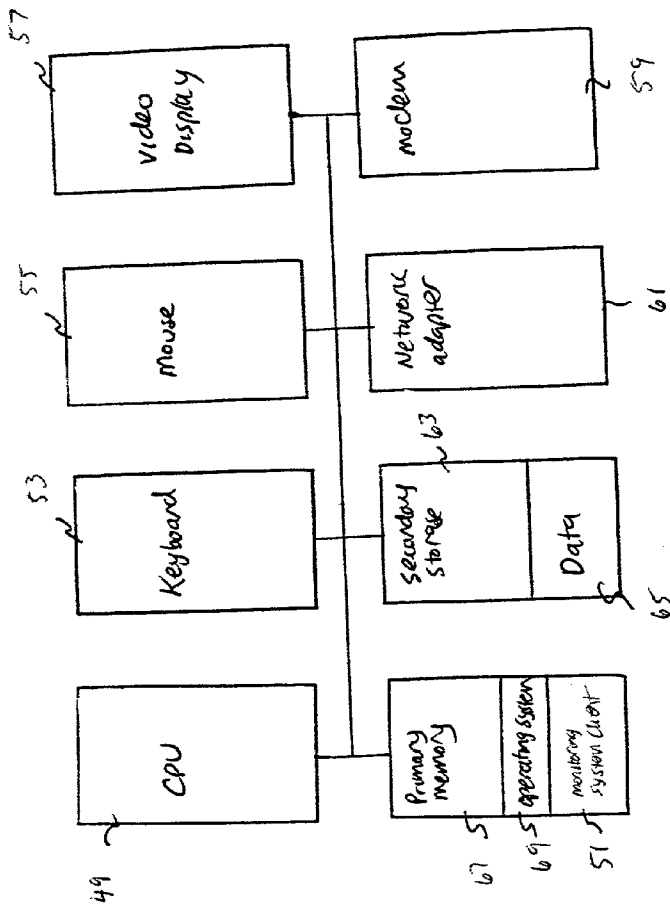 49
53
55
57
CPU
Keyboard
mouse
Video
Display
Primary
memory
operating system
monitoring
system client
Secondary
Storage
Data
Network
adapter
modem
67
69
51
63
65
61
59